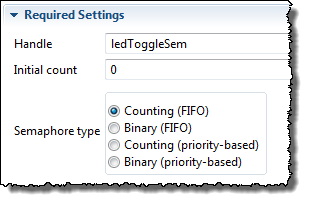 Required Settings
Handle ledToggleSem
Initial count 0
Semaphore type
Counting (FIFO)
Binary (FIFO)
Counting (priority-based)
Binary (priority-based)